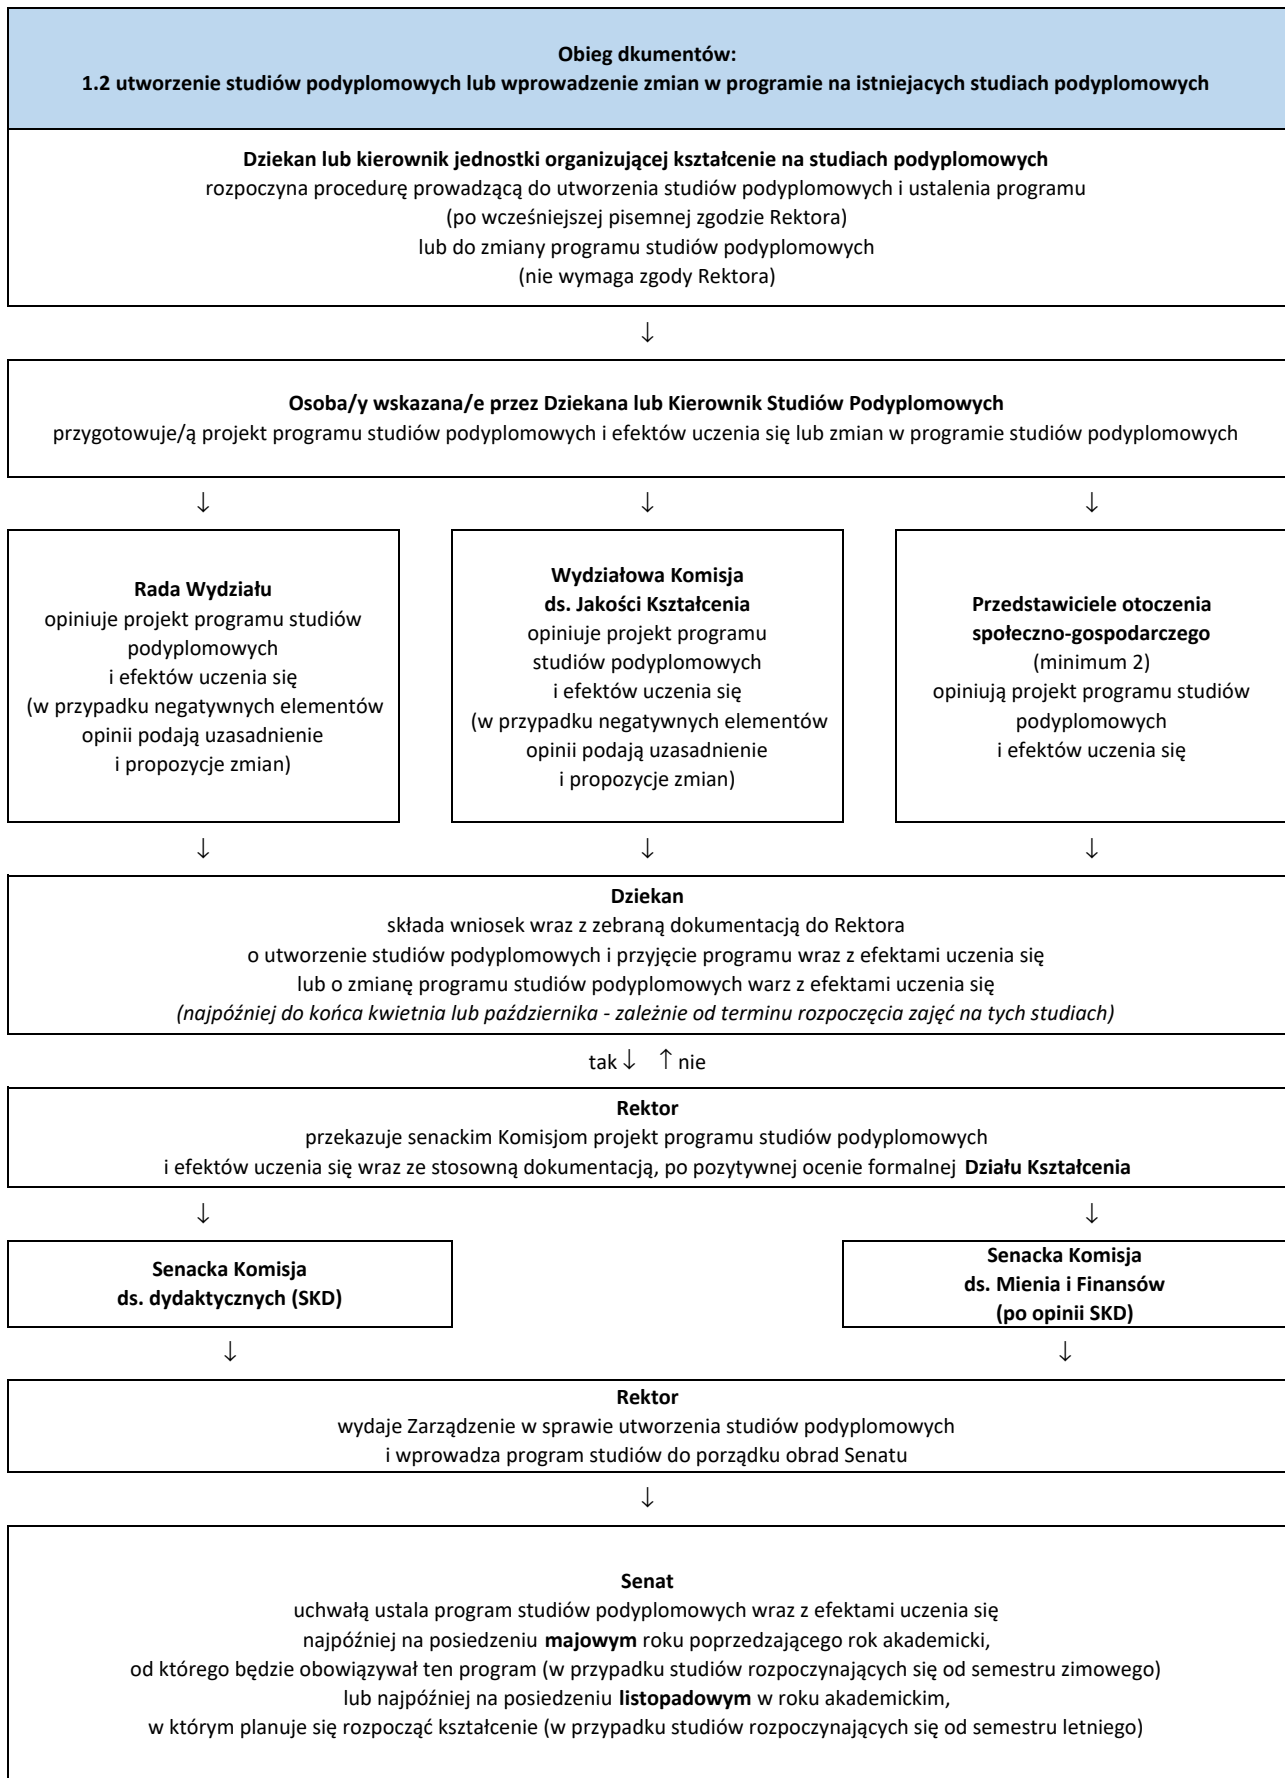 Obieg dkumentów:
1.2 utworzenie studiów podyplomowych lub wprowadzenie zmian w programie na istniejacych studiach podyplomowych
Dziekan lub kierownik jednostki organizującej kształcenie na studiach podyplomowych
rozpoczyna procedurę prowadzącą do utworzenia studiów podyplomowych i ustalenia programu
(po wcześniejszej pisemnej zgodzie Rektora)
lub do zmiany programu studiów podyplomowych
(nie wymaga zgody Rektora)
↓
Osoba/y wskazana/e przez Dziekana lub Kierownik Studiów Podyplomowych
przygotowuje/ą projekt programu studiów podyplomowych i efektów uczenia się lub zmian w programie studiów podyplomowych
↓ ↓ ↓
Rada Wydziału
opiniuje projekt programu studiów
podyplomowych
i efektów uczenia się
(w przypadku negatywnych elementów
opinii podają uzasadnienie
i propozycje zmian)
Wydziałowa Komisja
ds. Jakości Kształcenia
opiniuje projekt programu
studiów podyplomowych
i efektów uczenia się
(w przypadku negatywnych elementów
opinii podają uzasadnienie
i propozycje zmian)
Przedstawiciele otoczenia
społeczno-gospodarczego
(minimum 2)
opiniują projekt programu studiów
podyplomowych
i efektów uczenia się
↓ ↓ ↓
Dziekan
składa wniosek wraz z zebraną dokumentacją do Rektora
o utworzenie studiów podyplomowych i przyjęcie programu wraz z efektami uczenia się
lub o zmianę programu studiów podyplomowych warz z efektami uczenia się
(najpóźniej do końca kwietnia lub października - zależnie od terminu rozpoczęcia zajęć na tych studiach)
tak ↓ ↑ nie
Rektor
przekazuje senackim Komisjom projekt programu studiów podyplomowych
i efektów uczenia się wraz ze stosowną dokumentacją, po pozytywnej ocenie formalnej Działu Kształcenia
↓ ↓
Senacka Komisja
ds. dydaktycznych (SKD)
Senacka Komisja
ds. Mienia i Finansów
(po opinii SKD)
↓ ↓
Rektor
wydaje Zarządzenie w sprawie utworzenia studiów podyplomowych
i wprowadza program studiów do porządku obrad Senatu
↓
Senat
uchwałą ustala program studiów podyplomowych wraz z efektami uczenia się
najpóźniej na posiedzeniu majowym roku poprzedzającego rok akademicki,
od którego będzie obowiązywał ten program (w przypadku studiów rozpoczynających się od semestru zimowego)
lub najpóźniej na posiedzeniu listopadowym w roku akademickim,
w którym planuje się rozpocząć kształcenie (w przypadku studiów rozpoczynających się od semestru letniego)